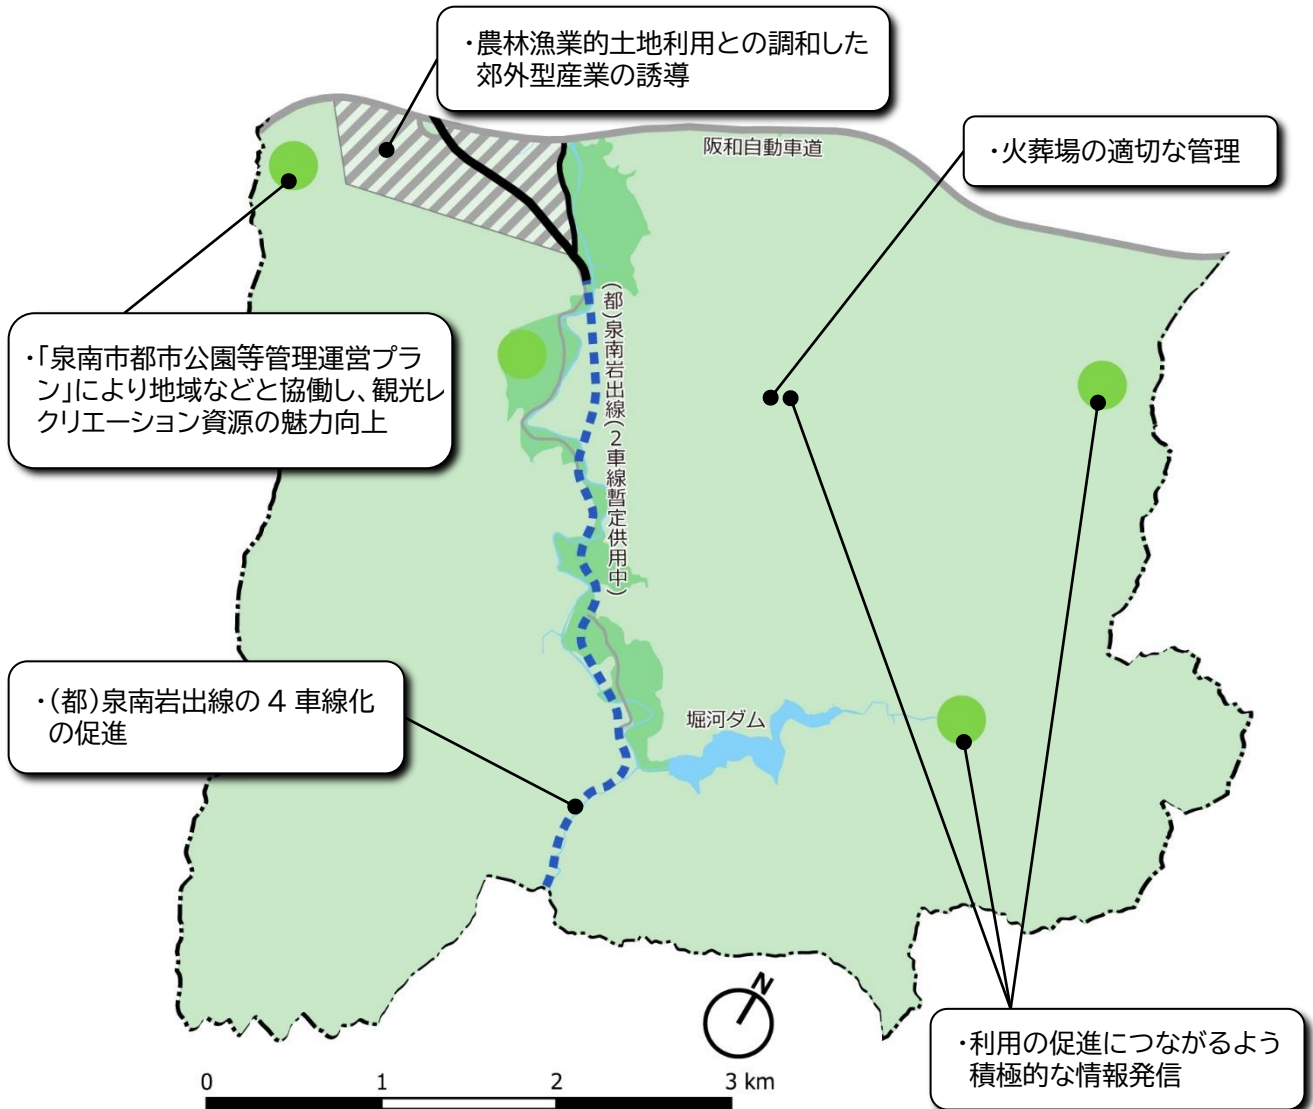 ・農林漁業的土地利用との調和した
郊外型産業の誘導
阪和自動車道
・火葬場の適切な管理
(都)泉南岩出線(2車線暫定供用中)
・「泉南市都市公園等管理運営プラ
ン」により地域などと協働し、観光レ
クリエーション資源の魅力向上
・(都)泉南岩出線の 4 車線化
の促進
堀河ダム
N
・利用の促進につながるよう
積極的な情報発信
0 1 2 3 km